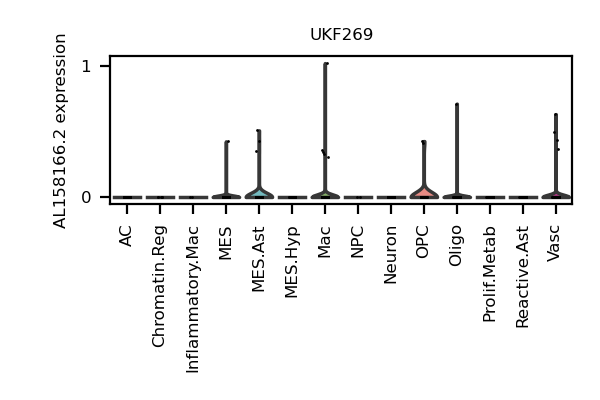 UKF269
AL158166.2 expression
1
0
AC
Chromatin.Reg
Inflammatory.Mac
MES
MES.Ast
MES.Hyp
Mac
NPC
Neuron
OPC
Oligo
Prolif.Metab
Reactive.Ast
Vasc